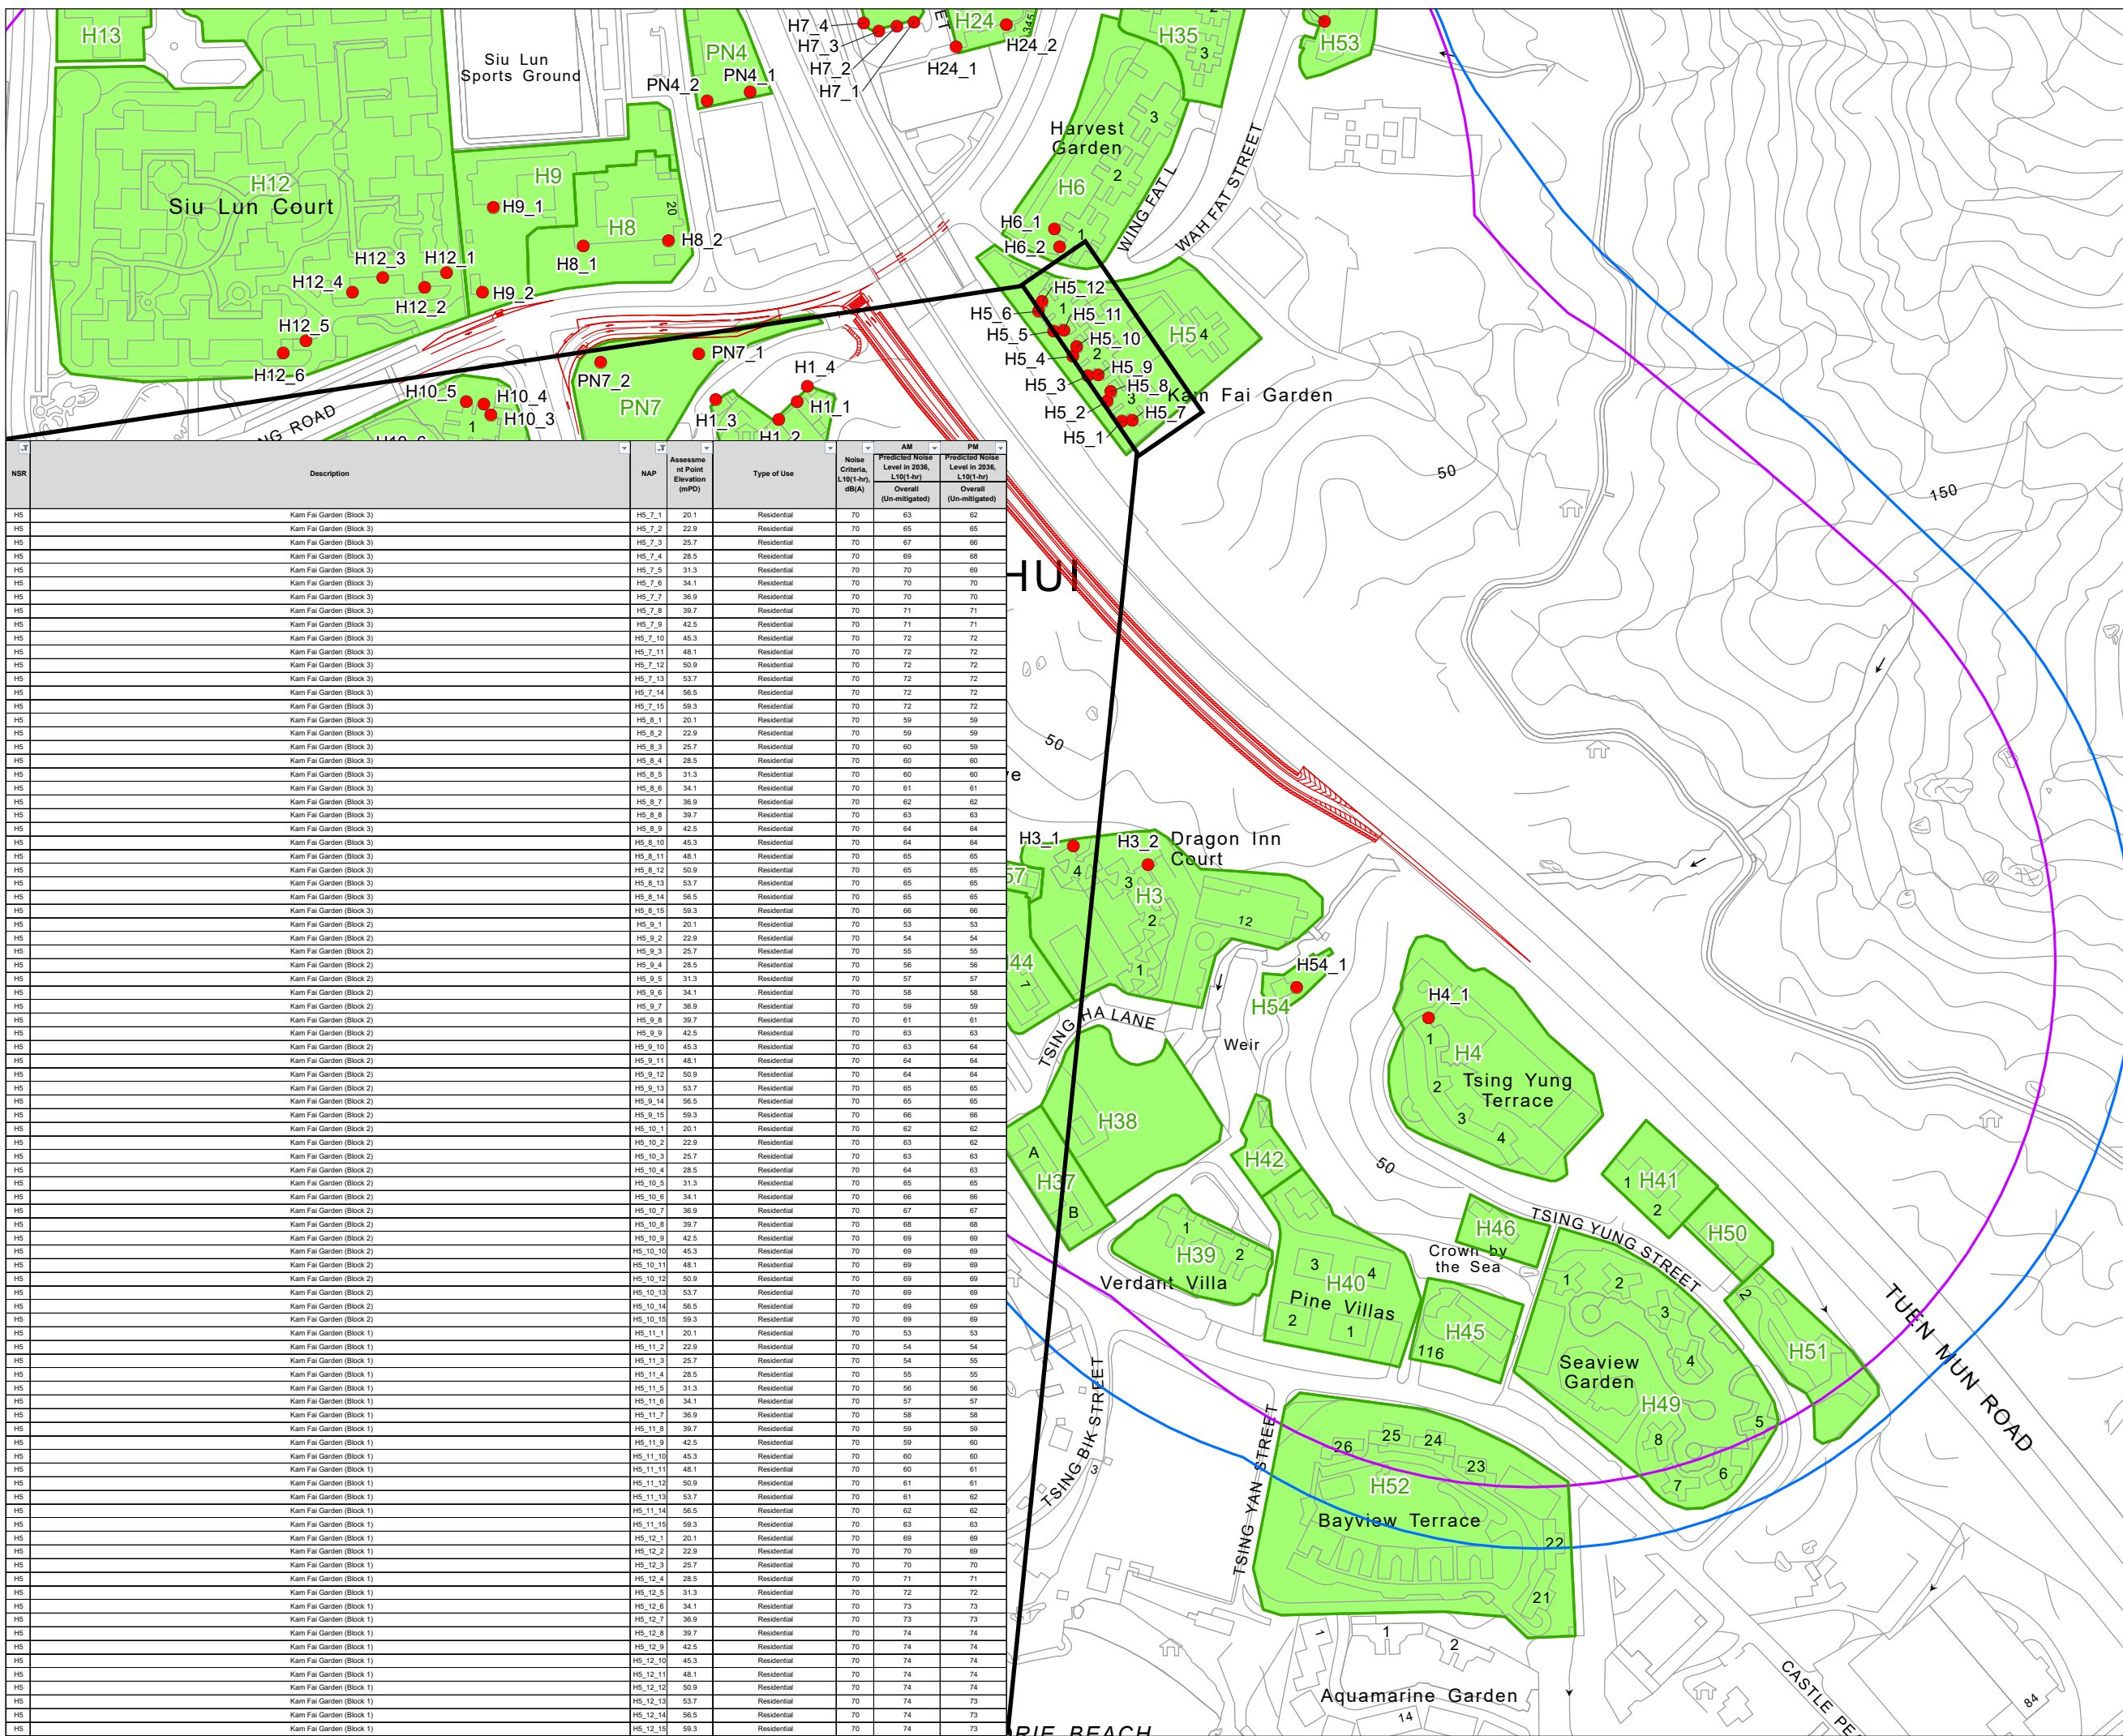 H13
Siu Lun
Sports Ground
PN4
PN4_1
PN4_2
H7_4
H7_3
H7_2
H7_1
ET
H24
345
H24_2
H24_1
H35
2
3
H53
Harvest
Garden
3
2
H6
H6_1
H6_2
1
WING FAT L
WAH FAT STREET
H12
Siu Lun Court
H9
H9_1
H8
20
H8_2
H8_1
H12_3
H12_1
H12_4
H12_2
H9_2
H12_5
H12_6
H10_5
H10_4
H10_3
1
NG ROAD
PN7_1
PN7_2
PN7
H1_4
H1_1
H1_3
H1_2
H5_12
H5_6
1
H5_11
H5_5
H5_10
H5
4
H5_4
2
H5_9
H5_3
H5_8
Kam Fai Garden
H5_2
3
H5_7
H5_1
NSR Description NAP Assessme nt Point Elevation (mPD) Type of Use Noise Criteria, L10(1-hr), dB(A) AM Predicted Noise Level in 2036, L10(1-hr) Overall (Un-mitigated) PM Predicted Noise Level in 2036, L10(1-hr) Overall (Un-mitigated)
H5 Kam Fai Garden (Block 3) H5_7_1 20.1 Residential 70 63 62
H5 Kam Fai Garden (Block 3) H5_7_2 22.9 Residential 70 65 65
H5 Kam Fai Garden (Block 3) H5_7_3 25.7 Residential 70 67 66
H5 Kam Fai Garden (Block 3) H5_7_4 28.5 Residential 70 69 68
H5 Kam Fai Garden (Block 3) H5_7_5 31.3 Residential 70 70 69
H5 Kam Fai Garden (Block 3) H5_7_6 34.1 Residential 70 70 70
H5 Kam Fai Garden (Block 3) H5_7_7 36.9 Residential 70 70 70
H5 Kam Fai Garden (Block 3) H5_7_8 39.7 Residential 70 71 71
H5 Kam Fai Garden (Block 3) H5_7_9 42.5 Residential 70 71 71
H5 Kam Fai Garden (Block 3) H5_7_10 45.3 Residential 70 72 72
H5 Kam Fai Garden (Block 3) H5_7_11 48.1 Residential 70 72 72
H5 Kam Fai Garden (Block 3) H5_7_12 50.9 Residential 70 72 72
H5 Kam Fai Garden (Block 3) H5_7_13 53.7 Residential 70 72 72
H5 Kam Fai Garden (Block 3) H5_7_14 56.5 Residential 70 72 72
H5 Kam Fai Garden (Block 3) H5_7_15 59.3 Residential 70 72 72
H5 Kam Fai Garden (Block 3) H5_8_1 20.1 Residential 70 59 59
H5 Kam Fai Garden (Block 3) H5_8_2 22.9 Residential 70 59 59
H5 Kam Fai Garden (Block 3) H5_8_3 25.7 Residential 70 60 59
H5 Kam Fai Garden (Block 3) H5_8_4 28.5 Residential 70 60 60
H5 Kam Fai Garden (Block 3) H5_8_5 31.3 Residential 70 60 60
H5 Kam Fai Garden (Block 3) H5_8_6 34.1 Residential 70 61 61
H5 Kam Fai Garden (Block 3) H5_8_7 36.9 Residential 70 62 62
H5 Kam Fai Garden (Block 3) H5_8_8 39.7 Residential 70 63 63
H5 Kam Fai Garden (Block 3) H5_8_9 42.5 Residential 70 64 64
H5 Kam Fai Garden (Block 3) H5_8_10 45.3 Residential 70 64 64
H5 Kam Fai Garden (Block 3) H5_8_11 48.1 Residential 70 65 65
H5 Kam Fai Garden (Block 3) H5_8_12 50.9 Residential 70 65 65
H5 Kam Fai Garden (Block 3) H5_8_13 53.7 Residential 70 65 65
H5 Kam Fai Garden (Block 3) H5_8_14 56.5 Residential 70 65 65
H5 Kam Fai Garden (Block 3) H5_8_15 59.3 Residential 70 66 66
H5 Kam Fai Garden (Block 2) H5_9_1 20.1 Residential 70 53 53
H5 Kam Fai Garden (Block 2) H5_9_2 22.9 Residential 70 54 54
H5 Kam Fai Garden (Block 2) H5_9_3 25.7 Residential 70 55 55
H5 Kam Fai Garden (Block 2) H5_9_4 28.5 Residential 70 56 56
H5 Kam Fai Garden (Block 2) H5_9_5 31.3 Residential 70 57 57
H5 Kam Fai Garden (Block 2) H5_9_6 34.1 Residential 70 58 58
H5 Kam Fai Garden (Block 2) H5_9_7 36.9 Residential 70 59 59
H5 Kam Fai Garden (Block 2) H5_9_8 39.7 Residential 70 61 61
H5 Kam Fai Garden (Block 2) H5_9_9 42.5 Residential 70 63 63
H5 Kam Fai Garden (Block 2) H5_9_10 45.3 Residential 70 63 64
H5 Kam Fai Garden (Block 2) H5_9_11 48.1 Residential 70 64 64
H5 Kam Fai Garden (Block 2) H5_9_12 50.9 Residential 70 64 64
H5 Kam Fai Garden (Block 2) H5_9_13 53.7 Residential 70 65 65
H5 Kam Fai Garden (Block 2) H5_9_14 56.5 Residential 70 65 65
H5 Kam Fai Garden (Block 2) H5_9_15 59.3 Residential 70 66 66
H5 Kam Fai Garden (Block 2) H5_10_1 20.1 Residential 70 62 62
H5 Kam Fai Garden (Block 2) H5_10_2 22.9 Residential 70 63 62
H5 Kam Fai Garden (Block 2) H5_10_3 25.7 Residential 70 63 63
H5 Kam Fai Garden (Block 2) H5_10_4 28.5 Residential 70 64 63
H5 Kam Fai Garden (Block 2) H5_10_5 31.3 Residential 70 65 65
H5 Kam Fai Garden (Block 2) H5_10_6 34.1 Residential 70 66 66
H5 Kam Fai Garden (Block 2) H5_10_7 36.9 Residential 70 67 67
H5 Kam Fai Garden (Block 2) H5_10_8 39.7 Residential 70 68 68
H5 Kam Fai Garden (Block 2) H5_10_9 42.5 Residential 70 69 69
H5 Kam Fai Garden (Block 2) H5_10_10 45.3 Residential 70 69 69
H5 Kam Fai Garden (Block 2) H5_10_11 48.1 Residential 70 69 69
H5 Kam Fai Garden (Block 2) H5_10_12 50.9 Residential 70 69 69
H5 Kam Fai Garden (Block 2) H5_10_13 53.7 Residential 70 69 69
H5 Kam Fai Garden (Block 2) H5_10_14 56.5 Residential 70 69 69
H5 Kam Fai Garden (Block 2) H5_10_15 59.3 Residential 70 69 69
H5 Kam Fai Garden (Block 1) H5_11_1 20.1 Residential 70 53 53
H5 Kam Fai Garden (Block 1) H5_11_2 22.9 Residential 70 54 54
H5 Kam Fai Garden (Block 1) H5_11_3 25.7 Residential 70 54 55
H5 Kam Fai Garden (Block 1) H5_11_4 28.5 Residential 70 55 55
H5 Kam Fai Garden (Block 1) H5_11_5 31.3 Residential 70 56 56
H5 Kam Fai Garden (Block 1) H5_11_6 34.1 Residential 70 57 57
H5 Kam Fai Garden (Block 1) H5_11_7 36.9 Residential 70 58 58
H5 Kam Fai Garden (Block 1) H5_11_8 39.7 Residential 70 59 59
H5 Kam Fai Garden (Block 1) H5_11_9 42.5 Residential 70 59 60
H5 Kam Fai Garden (Block 1) H5_11_10 45.3 Residential 70 60 60
H5 Kam Fai Garden (Block 1) H5_11_11 48.1 Residential 70 60 61
H5 Kam Fai Garden (Block 1) H5_11_12 50.9 Residential 70 61 61
H5 Kam Fai Garden (Block 1) H5_11_13 53.7 Residential 70 61 62
H5 Kam Fai Garden (Block 1) H5_11_14 56.5 Residential 70 62 62
H5 Kam Fai Garden (Block 1) H5_11_15 59.3 Residential 70 63 63
H5 Kam Fai Garden (Block 1) H5_12_1 20.1 Residential 70 69 69
H5 Kam Fai Garden (Block 1) H5_12_2 22.9 Residential 70 70 69
H5 Kam Fai Garden (Block 1) H5_12_3 25.7 Residential 70 70 70
H5 Kam Fai Garden (Block 1) H5_12_4 28.5 Residential 70 71 71
H5 Kam Fai Garden (Block 1) H5_12_5 31.3 Residential 70 72 72
H5 Kam Fai Garden (Block 1) H5_12_6 34.1 Residential 70 73 73
H5 Kam Fai Garden (Block 1) H5_12_7 36.9 Residential 70 73 73
H5 Kam Fai Garden (Block 1) H5_12_8 39.7 Residential 70 74 74
H5 Kam Fai Garden (Block 1) H5_12_9 42.5 Residential 70 74 74
H5 Kam Fai Garden (Block 1) H5_12_10 45.3 Residential 70 74 74
H5 Kam Fai Garden (Block 1) H5_12_11 48.1 Residential 70 74 74
H5 Kam Fai Garden (Block 1) H5_12_12 50.9 Residential 70 74 74
H5 Kam Fai Garden (Block 1) H5_12_13 53.7 Residential 70 74 73
H5 Kam Fai Garden (Block 1) H5_12_14 56.5 Residential 70 74 73
H5 Kam Fai Garden (Block 1) H5_12_15 59.3 Residential 70 74 73
50
150
HUI
50
ve
H3_1
H3_2
Dragon Inn
Court
57
4
3
H3
2
12
1
44
7
H54_1
H54
TSING HA LANE
Weir
H4_1
1
H4
2
Tsing Yung
Terrace
3
4
H38
A
H37
B
H42
50
1
H41
2
H46
TSING YUNG STREET
H50
1
H39
2
Verdant Villa
3
H40
4
Pine Villas
2
1
Crown by
the Sea
H45
116
1
2
3
4
Seaview
Garden
H49
5
8
6
7
2
H51
TUEN MUN ROAD
TSING BIK STREET
3
TSING YAN STREET
26
25
24
23
H52
Bayview Terrace
22
21
1
1
2
Aquamarine Garden
14
CASTLE PE
84
RIE BEACH